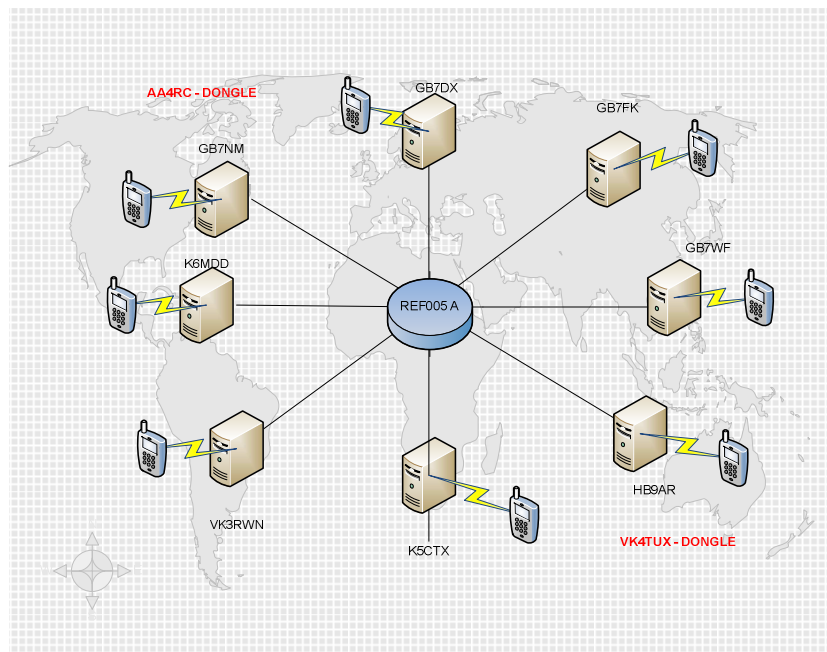 GB7DX
AA4RC - DONGLE
GB7FK
GB7NM
GB7WF
K6MDD
REF005 A
HB9AR
VK3RWN
VK4TUX - DONGLE
K5CTX